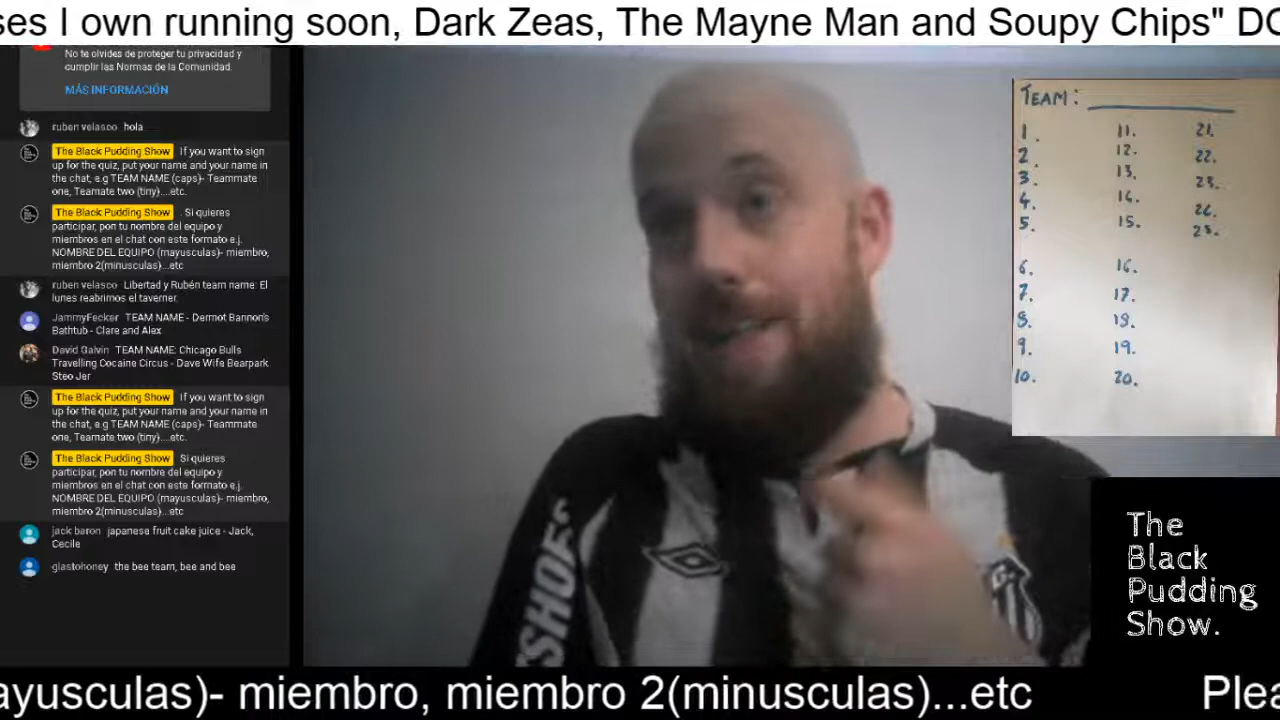 ses I own running soon, Dark Zeas, The Mayne Man and Soupy Chips" DO
No te olvides de proteger tu privacidad y
cumplir las Normas de la Comunidad.
MÁS INFORMACIÓN
ruben velasco hola
The Black Pudding Show If you want to sign
up for the quiz, put your name and your name in
the chat, e.g TEAM NAME (caps)- Teammate
one, Teamate two (tiny)....etc.
The Black Pudding Show . Si quieres
participar, pon tu nombre del equipo y
miembros en el chat con este formato e.j.
NOMBRE DEL EQUIPO (mayusculas)- miembro,
miembro 2(minusculas)...etc
ruben velasco Libertad y Rubén team name: El
lunes reabrimos el taverner.
JammyFecker TEAM NAME - Dermot Bannon's
Bathtub - Clare and Alex
David Galvin TEAM NAME: Chicago Bulls
Travelling Cocaine Circus - Dave Wife Bearpark
Steo Jer
The Black Pudding Show If you want to sign
up for the quiz, put your name and your name in
the chat, e.g TEAM NAME (caps)- Teammate
one, Teamate two (tiny)....etc.
The Black Pudding Show Si quieres
participar, pon tu nombre del equipo y
miembros en el chat con este formato e.j.
NOMBRE DEL EQUIPO (mayusculas)- miembro,
miembro 2(minusculas)...etc
jack baron japanese fruit cake juice - Jack,
Cecile
glastohoney the bee team, bee and bee
TEAM:
1. 11. 21.
2 12. 22.
3. 13. 23.
4. 14. 24.
5. 15. 25.
6. 16.
7. 17.
8. 18.
9. 19.
10. 20.
TSHOES
The
Black
Pudding
Show.
ayusculas)- miembro, miembro 2(minusculas)...etc Plea